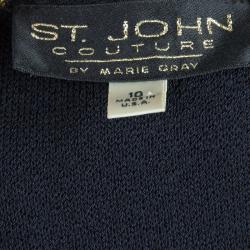 ST. JOHN
COUTURE
BY MARIE GRAY
10
MADE IN
U.S.A.